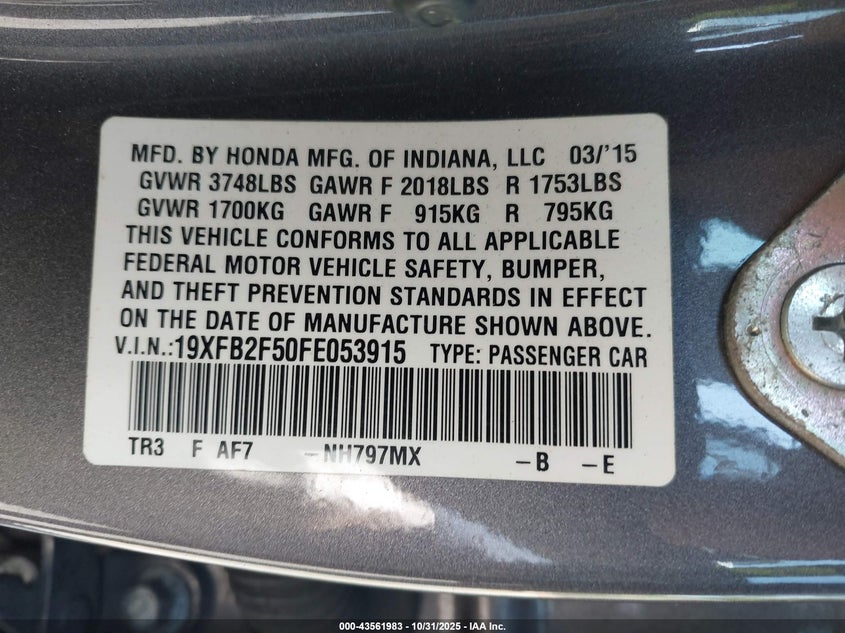 MFD. BY HONDA MFG. OF INDIANA, LLC 03/'15
GVWR 3748LBS GAWR F 2018LBS R 1753LBS
GVWR 1700KG GAWR F 915KG R 795KG
THIS VEHICLE CONFORMS TO ALL APPLICABLE
FEDERAL MOTOR VEHICLE SAFETY, BUMPER,
AND THEFT PREVENTION STANDARDS IN EFFECT
ON THE DATE OF MANUFACTURE SHOWN ABOVE.
V.I.N.:19XFB2F50FE053915 TYPE: PASSENGER CAR
TR3 F AF7 –NH797MX –B –E
000-43561983 - 10/31/2025 - IAA Inc.